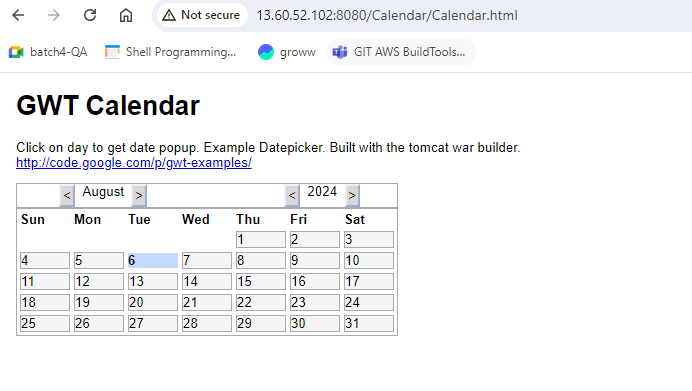 Not secure 13.60.52.102:8080/Calendar/Calendar.html
batch4-QA Shell Programming... groww GIT AWS BuildTools...
GWT Calendar
Click on day to get date popup. Example Datepicker. Built with the tomcat war builder.
http://code.google.com/p/gwt-examples/
< August > < 2024 >
Sun Mon Tue Wed Thu Fri Sat
1 2 3
4 5 6 7 8 9 10
11 12 13 14 15 16 17
18 19 20 21 22 23 24
25 26 27 28 29 30 31